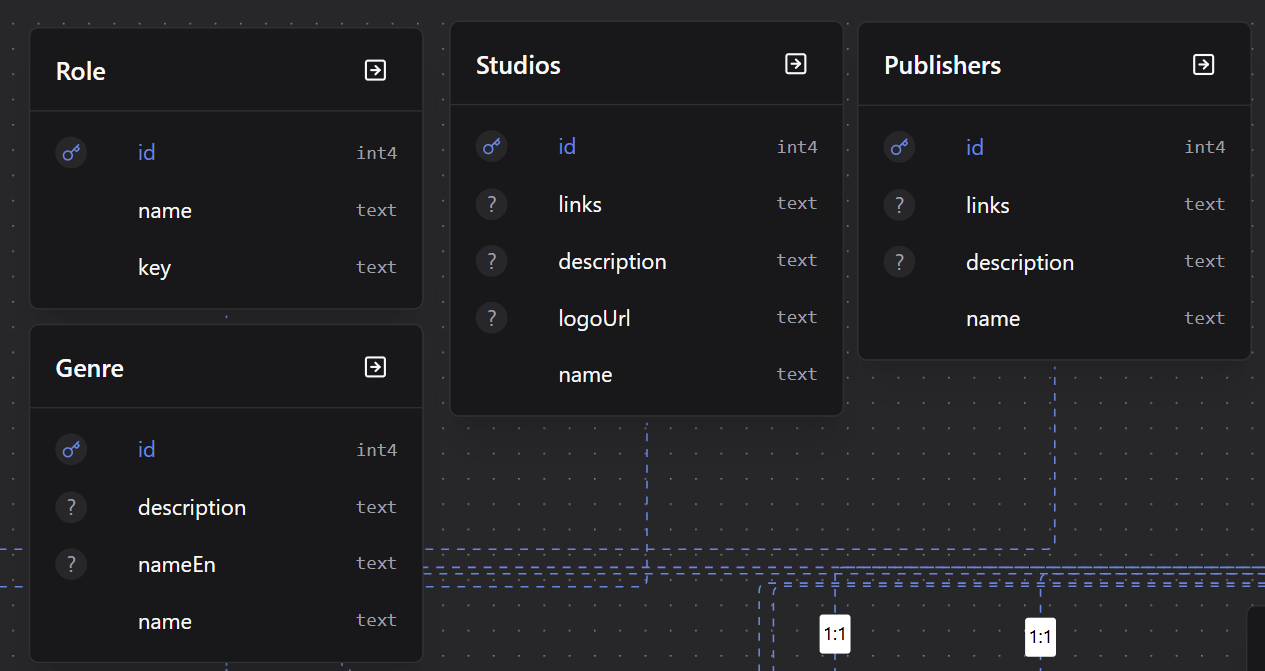 Role
id int4
name text
key text
Genre
id int4
? description text
? nameEn text
name text
Studios
id int4
? links text
? description text
? logoUrl text
name text
Publishers
id int4
? links text
? description text
name text
1:1
1:1